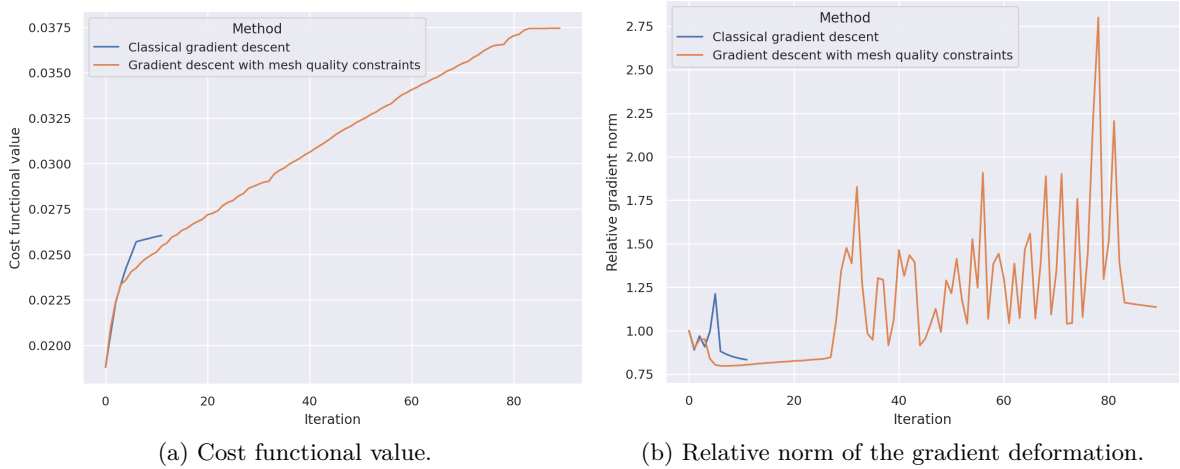 Method
Classical gradient descent
Gradient descent with mesh quality constraints
0.0375
0.0350
0.0325
0.0300
0.0275
0.0250
0.0225
0.0200
Cost functional value
0
20
40
60
80
Iteration
(a) Cost functional value.
Method
Classical gradient descent
Gradient descent with mesh quality constraints
2.75
2.50
2.25
2.00
1.75
1.50
1.25
1.00
0.75
Relative gradient norm
0
20
40
60
80
Iteration
(b) Relative norm of the gradient deformation.